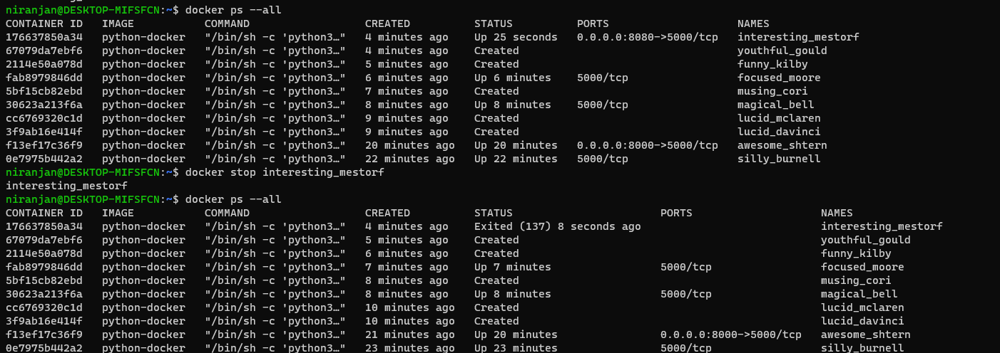 niranjan@DESKTOP-MIFSFCN:~$ docker ps --all
CONTAINER ID   IMAGE           COMMAND                  CREATED          STATUS          PORTS                    NAMES
176637850a34   python-docker   "/bin/sh -c 'python3…"   4 minutes ago    Up 25 seconds   0.0.0.0:8080->5000/tcp   interesting_mestorf
67079da7ebf6   python-docker   "/bin/sh -c 'python3…"   4 minutes ago    Created                                  youthful_gould
2114e50a078d   python-docker   "/bin/sh -c 'python3…"   5 minutes ago    Created                                  funny_kilby
fab8979846dd   python-docker   "/bin/sh -c 'python3…"   6 minutes ago    Up 6 minutes    5000/tcp                 focused_moore
5bf15cb82ebd   python-docker   "/bin/sh -c 'python3…"   7 minutes ago    Created                                  musing_cori
30623a213f6a   python-docker   "/bin/sh -c 'python3…"   8 minutes ago    Up 8 minutes    5000/tcp                 magical_bell
cc6769320c1d   python-docker   "/bin/sh -c 'python3…"   9 minutes ago    Created                                  lucid_mclaren
3f9ab16e414f   python-docker   "/bin/sh -c 'python3…"   9 minutes ago    Created                                  lucid_davinci
f13ef17c36f9   python-docker   "/bin/sh -c 'python3…"   20 minutes ago   Up 20 minutes   0.0.0.0:8000->5000/tcp   awesome_shtern
0e7975b442a2   python-docker   "/bin/sh -c 'python3…"   22 minutes ago   Up 22 minutes   5000/tcp                 silly_burnell
niranjan@DESKTOP-MIFSFCN:~$ docker stop interesting_mestorf
interesting_mestorf
niranjan@DESKTOP-MIFSFCN:~$ docker ps --all
CONTAINER ID   IMAGE           COMMAND                  CREATED          STATUS                       PORTS                    NAMES
176637850a34   python-docker   "/bin/sh -c 'python3…"   4 minutes ago    Exited (137) 8 seconds ago                            interesting_mestorf
67079da7ebf6   python-docker   "/bin/sh -c 'python3…"   5 minutes ago    Created                                               youthful_gould
2114e50a078d   python-docker   "/bin/sh -c 'python3…"   6 minutes ago    Created                                               funny_kilby
fab8979846dd   python-docker   "/bin/sh -c 'python3…"   7 minutes ago    Up 7 minutes                 5000/tcp                 focused_moore
5bf15cb82ebd   python-docker   "/bin/sh -c 'python3…"   8 minutes ago    Created                                               musing_cori
30623a213f6a   python-docker   "/bin/sh -c 'python3…"   8 minutes ago    Up 8 minutes                 5000/tcp                 magical_bell
cc6769320c1d   python-docker   "/bin/sh -c 'python3…"   10 minutes ago   Created                                               lucid_mclaren
3f9ab16e414f   python-docker   "/bin/sh -c 'python3…"   10 minutes ago   Created                                               lucid_davinci
f13ef17c36f9   python-docker   "/bin/sh -c 'python3…"   21 minutes ago   Up 20 minutes                0.0.0.0:8000->5000/tcp   awesome_shtern
0e7975b442a2   python-docker   "/bin/sh -c 'python3…"   23 minutes ago   Up 23 minutes                5000/tcp                 silly_burnell